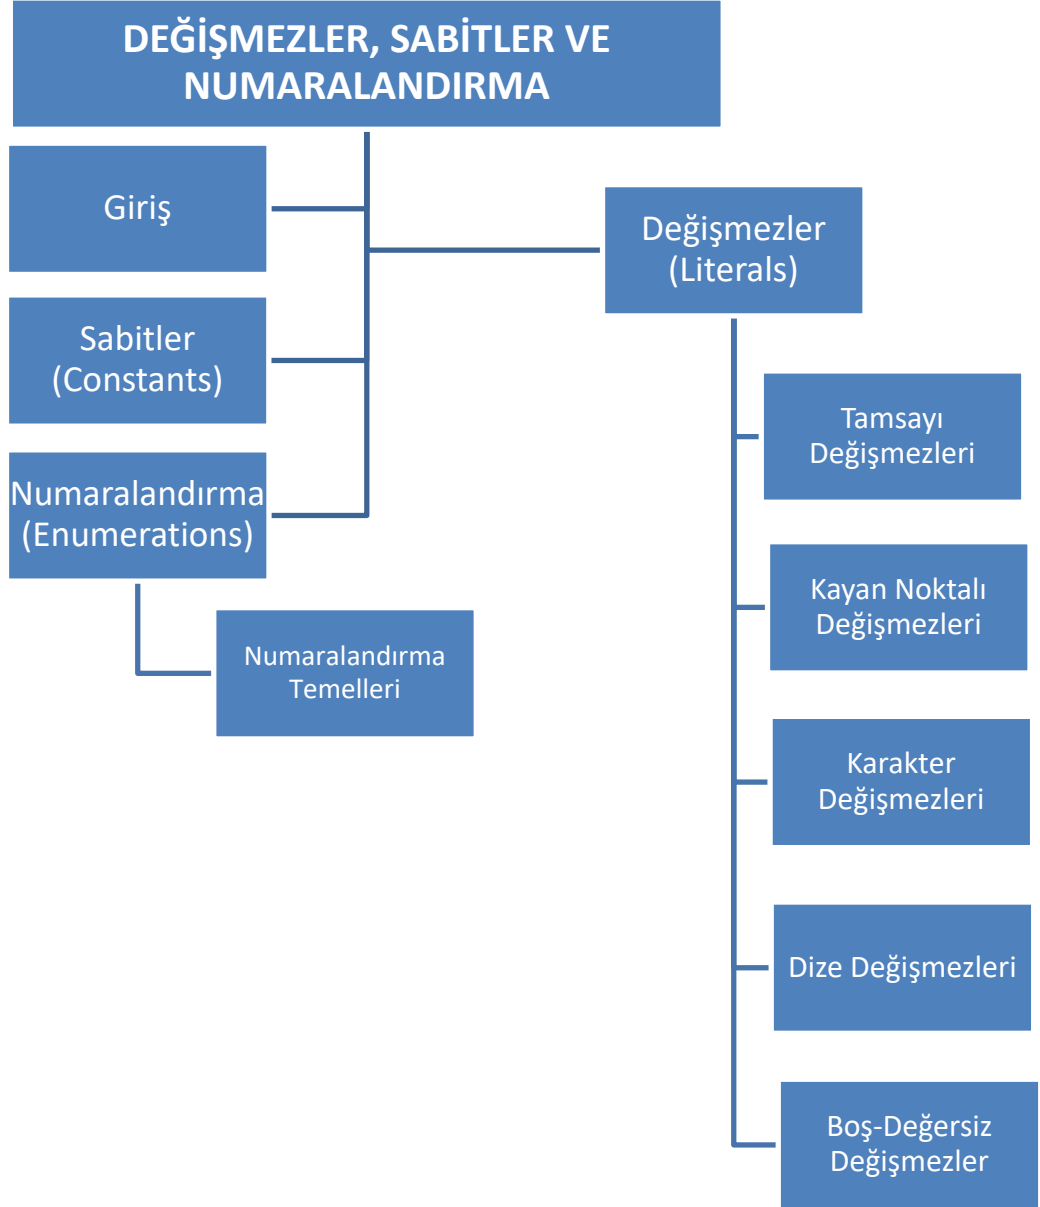 DEĞİŞMEZLER, SABİTLER VE
NUMARALANDIRMA
Giriş
Değişmezler
(Literals)
Sabitler
(Constants)
Tamsayı
Değişmezleri
Numaralandırma
(Enumerations)
Kayan Noktalı
Değişmezleri
Numaralandırma
Temelleri
Karakter
Değişmezleri
Dize Değişmezleri
Boş-Değersiz
Değişmezler